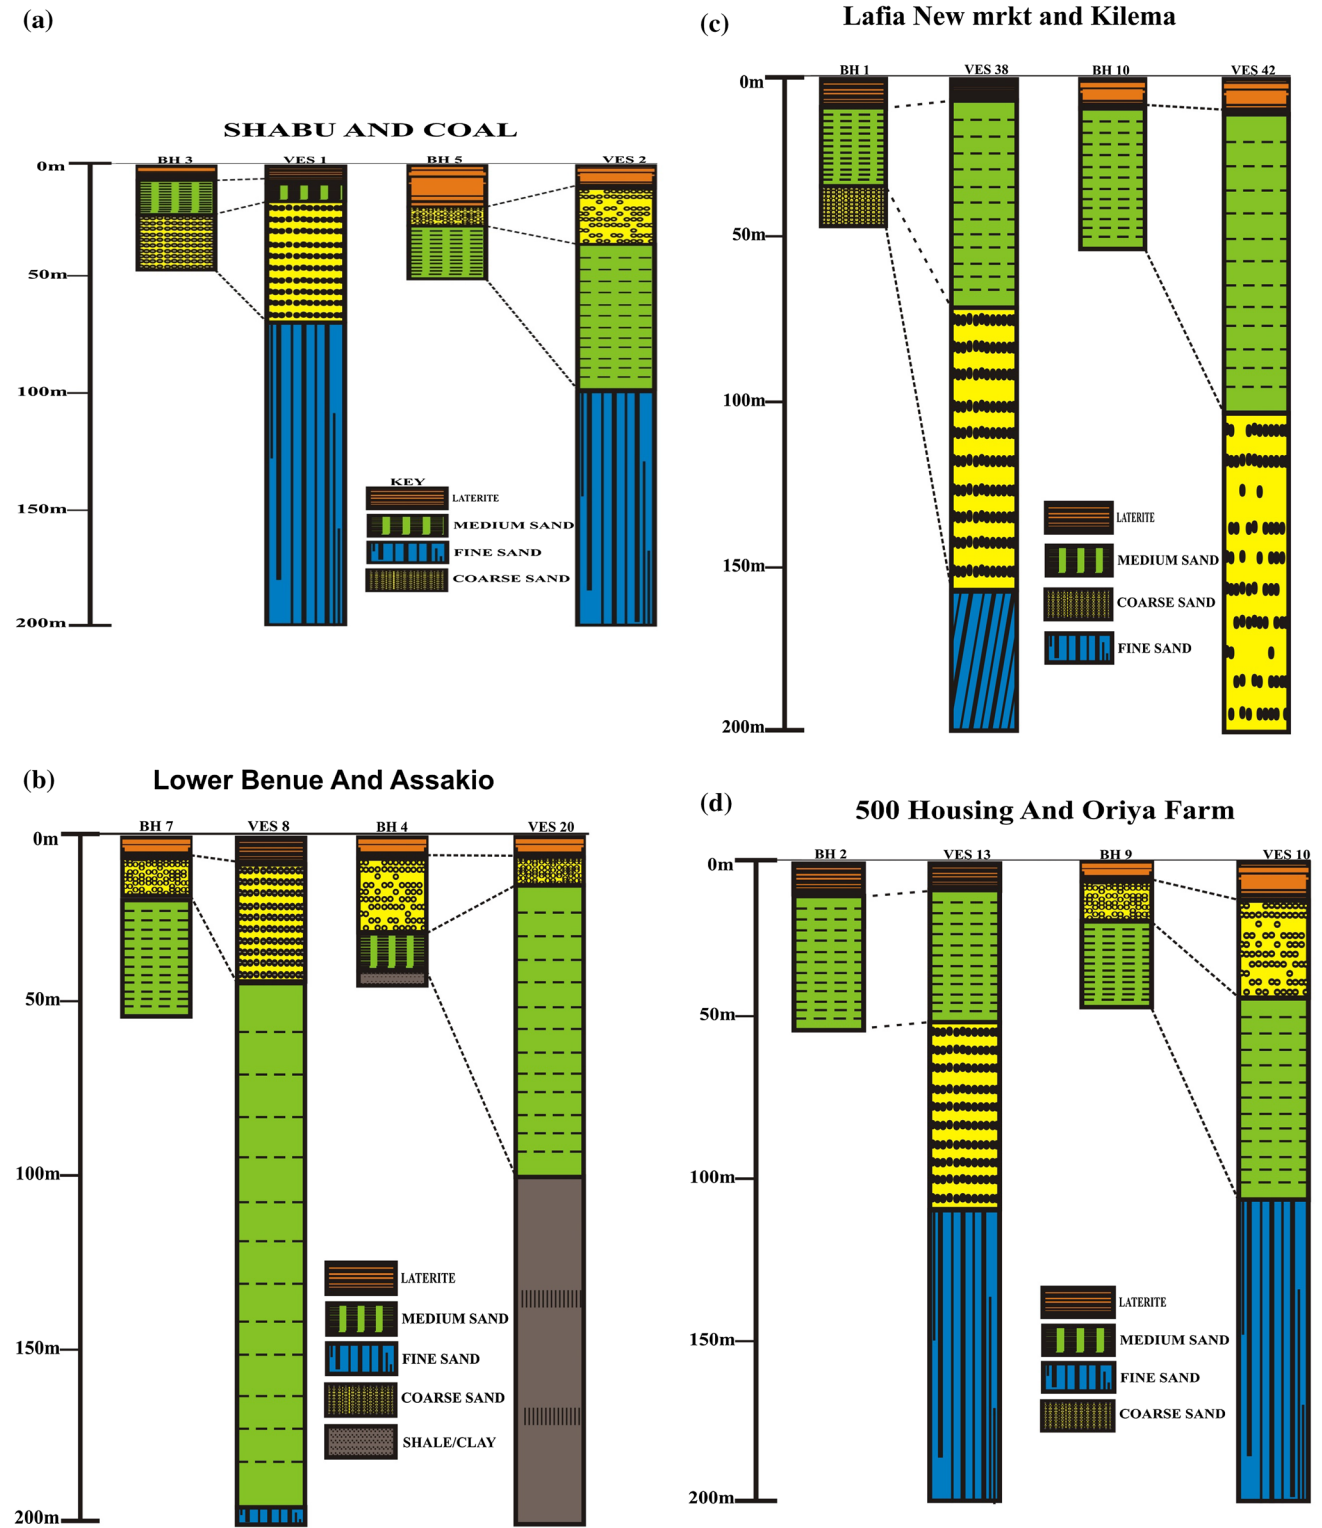 (a)
SHABU AND COAL
BH 3 VES 1 BH 5 VES 2
0m
50m
100m
150m
200m
KEY
LATERITE
MEDIUM SAND
FINE SAND
COARSE SAND
(b)
Lower Benue And Assakio
BH 7 VES 8 BH 4 VES 20
0m
50m
100m
150m
200m
LATERITE
MEDIUM SAND
FINE SAND
COARSE SAND
SHALE/CLAY
(c)
Lafia New mrkt and Kilema
BH 1 VES 38 BH 10 VES 42
0m
50m
100m
150m
200m
LATERITE
MEDIUM SAND
COARSE SAND
FINE SAND
(d)
500 Housing And Oriya Farm
BH 2 VES 13 BH 9 VES 10
0m
50m
100m
150m
200m
LATERITE
MEDIUM SAND
FINE SAND
COARSE SAND